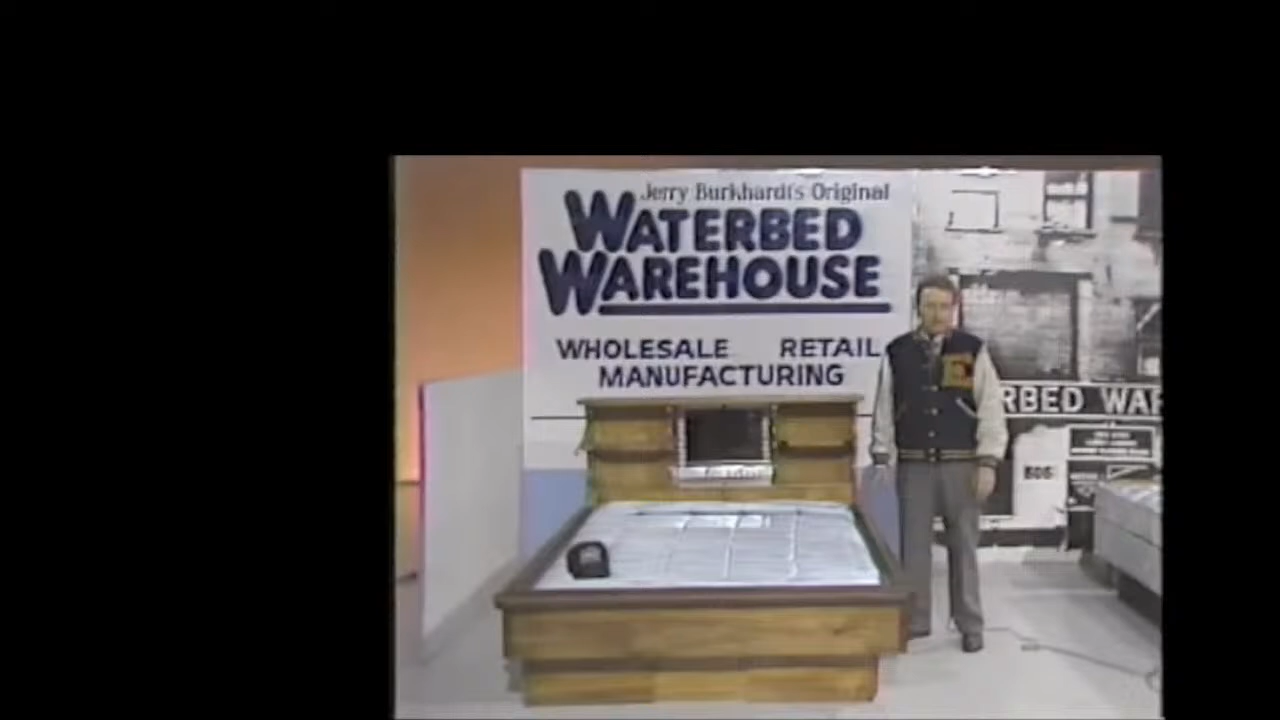 Jerry Burkhardt's Original
WATERBED
WAREHOUSE
WHOLESALE RETAIL
MANUFACTURING
RBED WAR